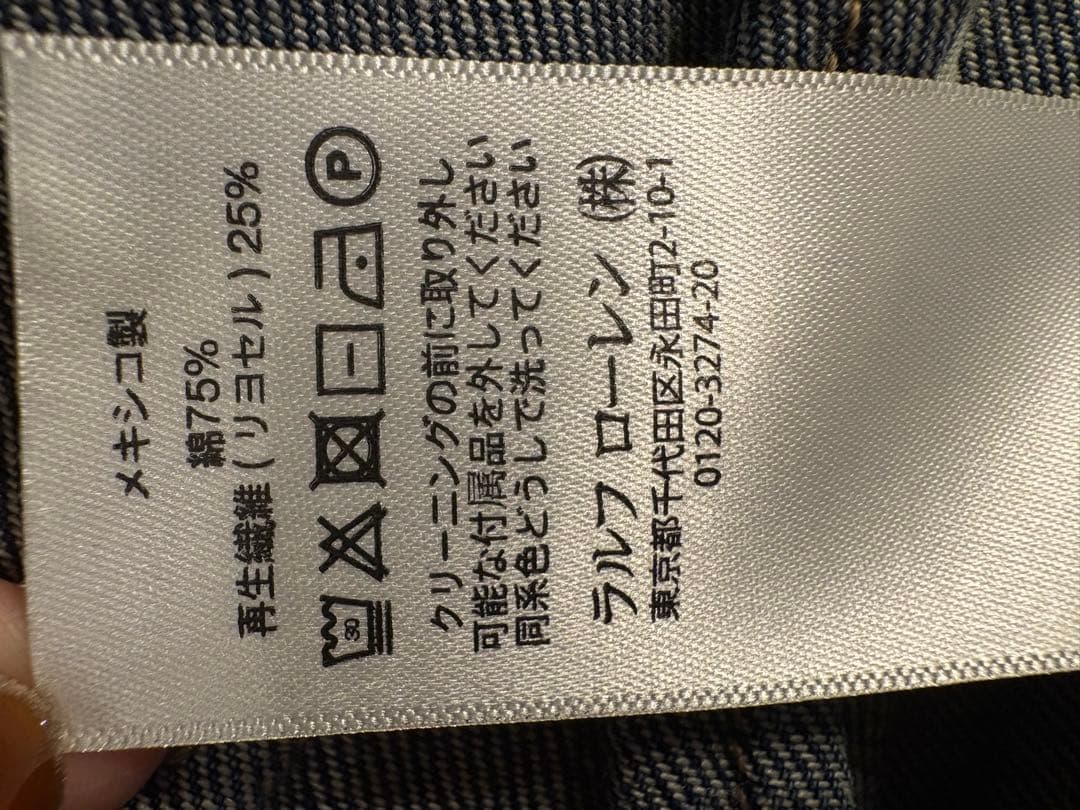 メキシコ製
綿75%
再生繊維 ( リヨセル ) 25%
30 P
クリーニングの前に取り外し
可能な付属品を外してください
同系色どうしで洗ってください
ラルフ ローレン (株)
東京都千代田区永田町2-10-1
0120-3274-20